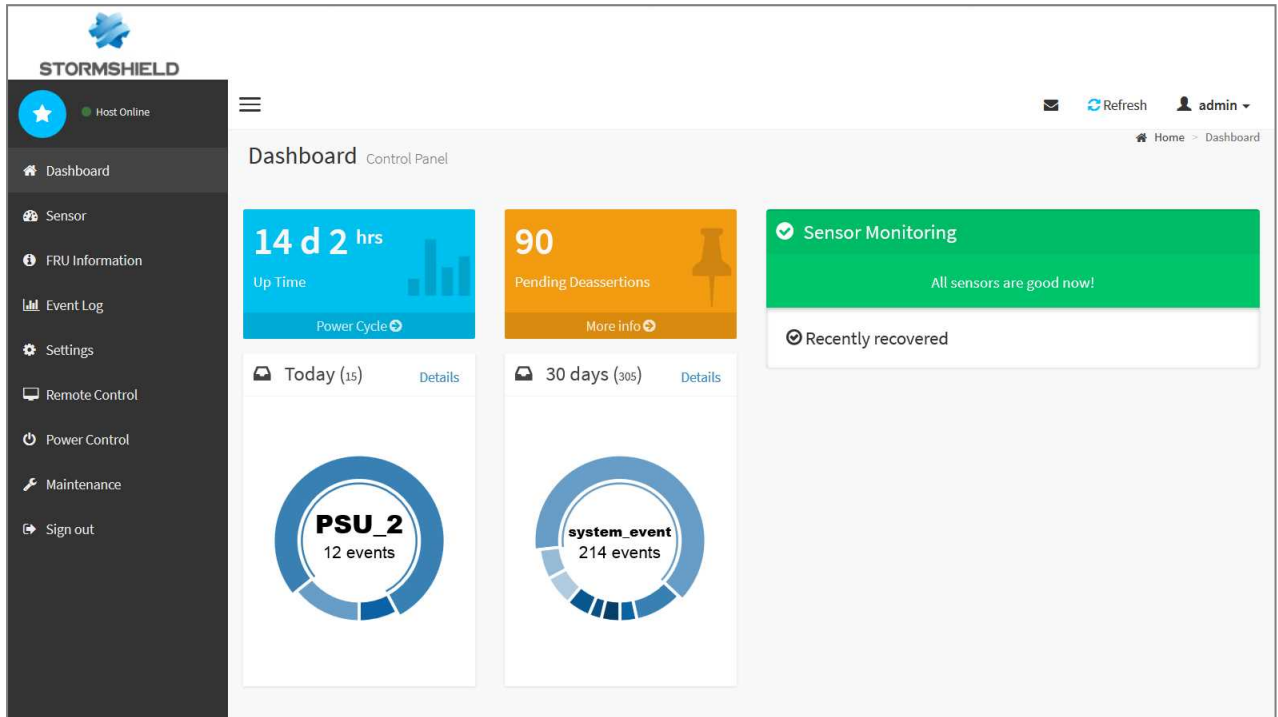 STORMSHIELD
Host Online
Refresh
admin
Home > Dashboard
Dashboard Control Panel
Dashboard
Sensor
FRU Information
Event Log
Settings
Remote Control
Power Control
Maintenance
Sign out
14 d 2 hrs
Up Time
Power Cycle
90
Pending Deassertions
More info
Sensor Monitoring
All sensors are good now!
Recently recovered
Today (15) Details
PSU_2
12 events
30 days (305) Details
system_event
214 events